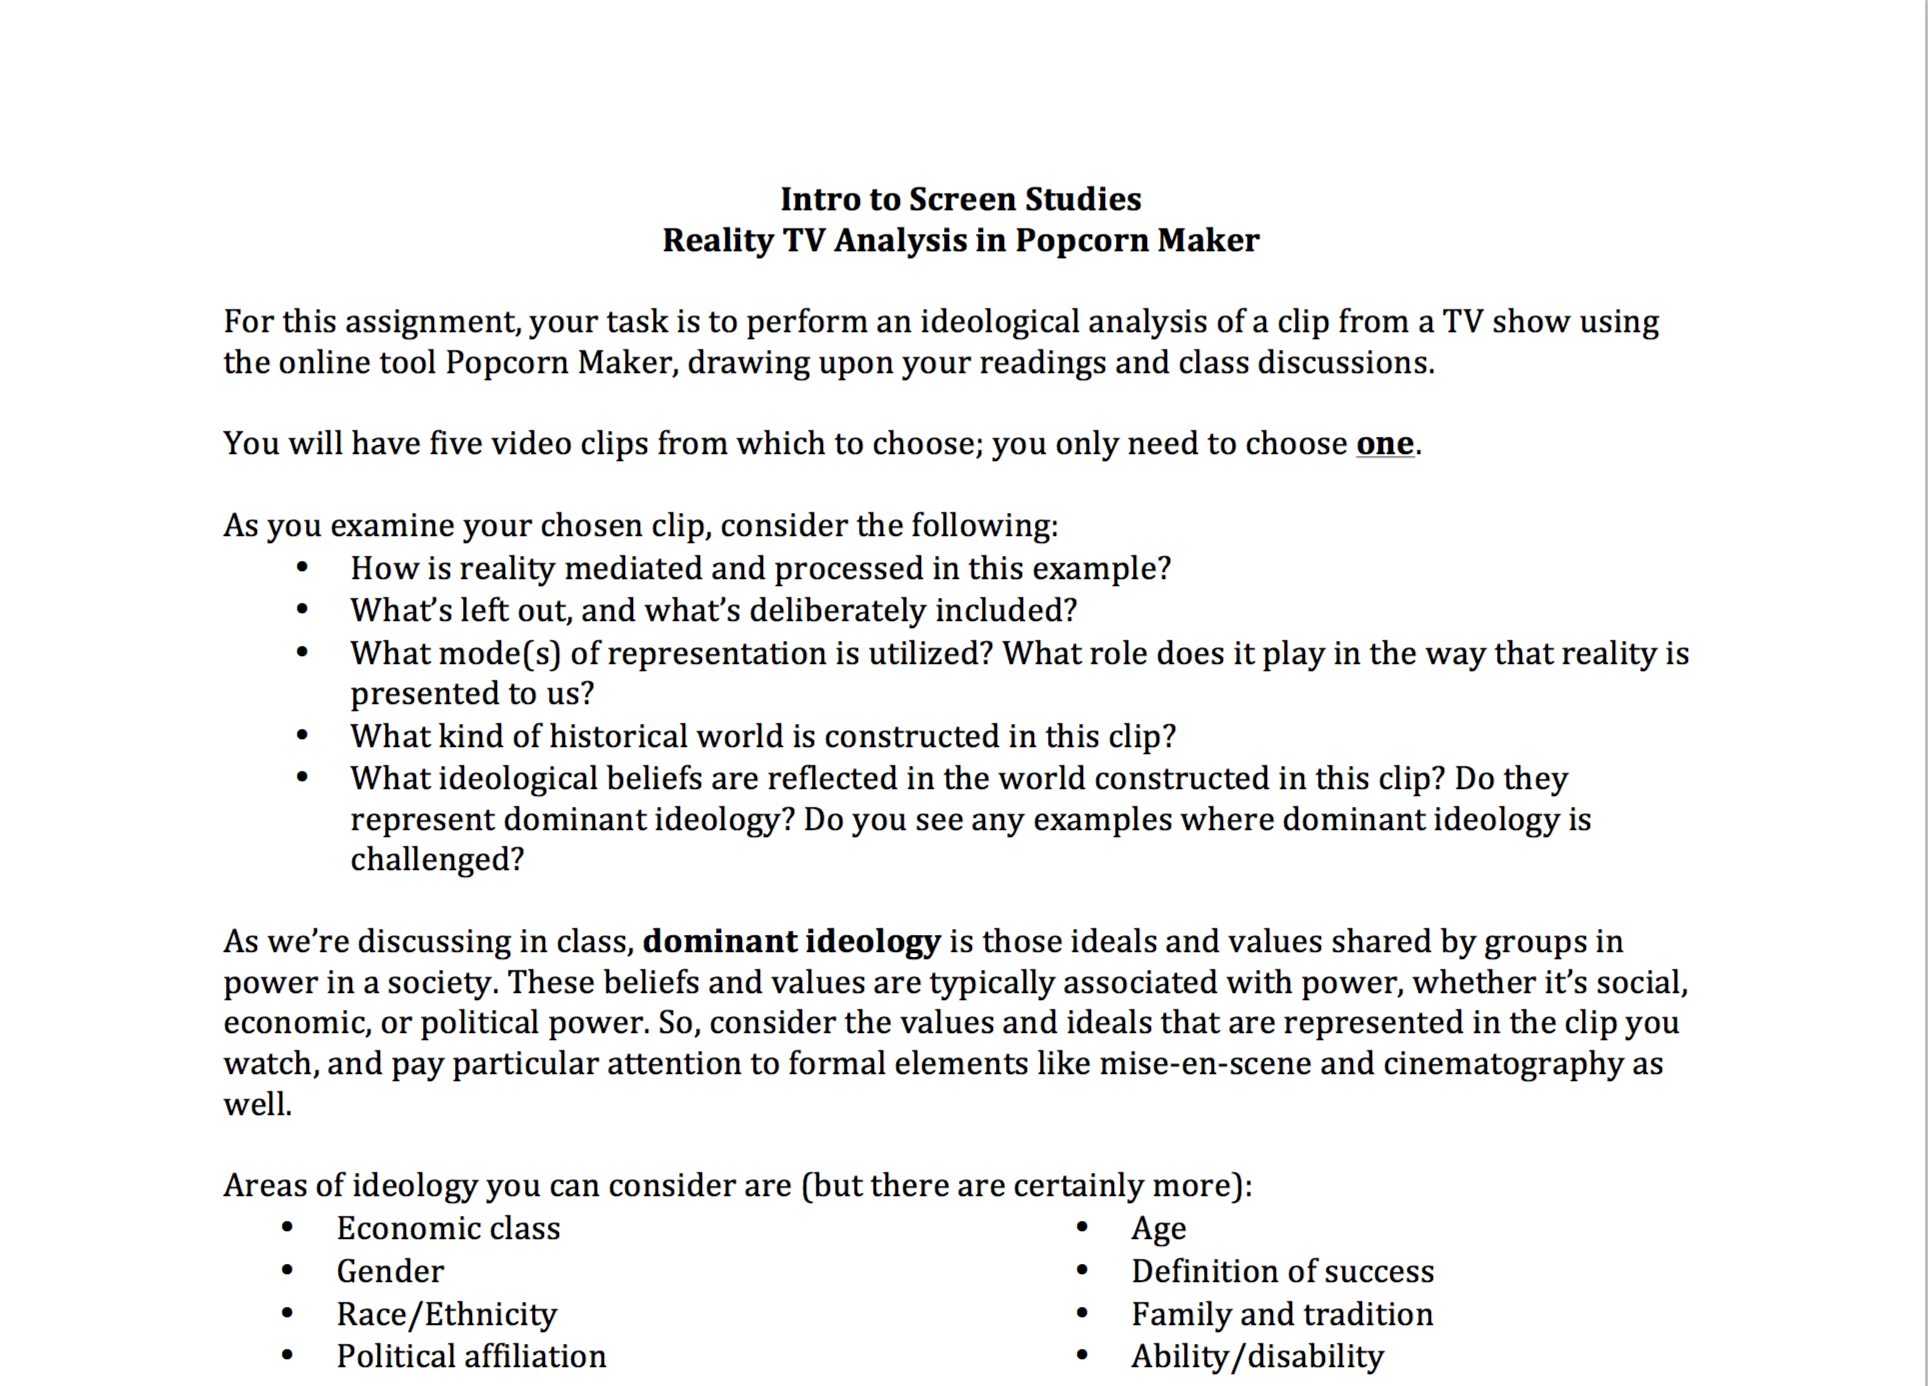 Intro to Screen Studies
Reality TV Analysis in Popcorn Maker
For this assignment, your task is to perform an ideological analysis of a clip from a TV show using
the online tool Popcorn Maker, drawing upon your readings and class discussions.
You will have five video clips from which to choose; you only need to choose one.
As you examine your chosen clip, consider the following:
• How is reality mediated and processed in this example?
• What’s left out, and what’s deliberately included?
• What mode(s) of representation is utilized? What role does it play in the way that reality is
presented to us?
• What kind of historical world is constructed in this clip?
• What ideological beliefs are reflected in the world constructed in this clip? Do they
represent dominant ideology? Do you see any examples where dominant ideology is
challenged?
As we’re discussing in class, dominant ideology is those ideals and values shared by groups in
power in a society. These beliefs and values are typically associated with power, whether it’s social,
economic, or political power. So, consider the values and ideals that are represented in the clip you
watch, and pay particular attention to formal elements like mise-en-scene and cinematography as
well.
Areas of ideology you can consider are (but there are certainly more):
• Economic class
• Gender
• Race/Ethnicity
• Political affiliation
• Age
• Definition of success
• Family and tradition
• Ability/disability